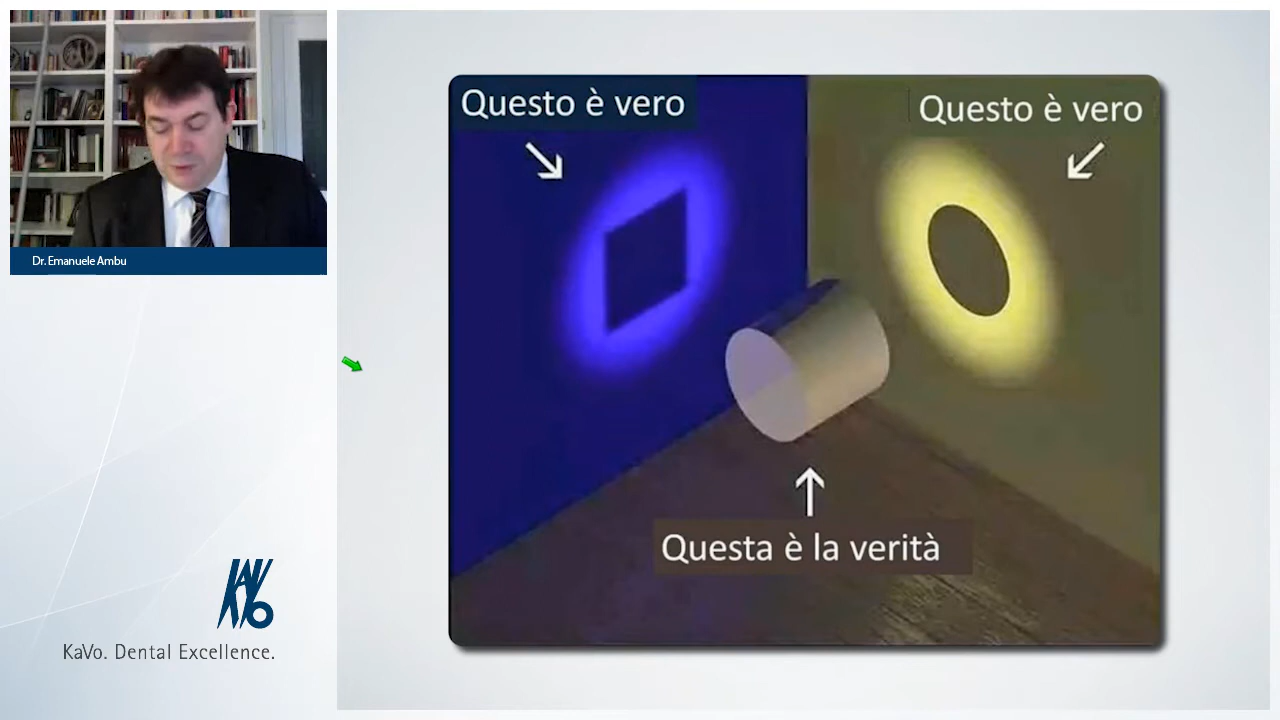 Dr. Emanuele Ambu
KaVo
KaVo. Dental Excellence.
Questo è vero
Questo è vero
Questa è la verità